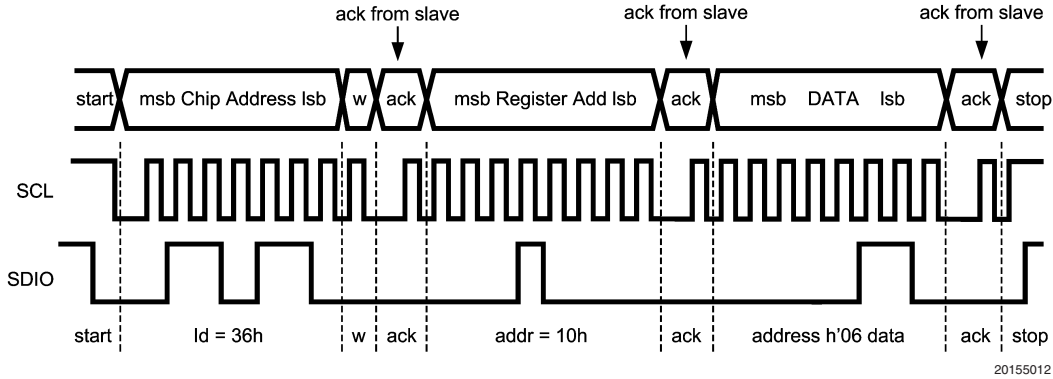 ack from slave ack from slave ack from slave
start msb Chip Address lsb w ack msb Register Add lsb ack msb DATA lsb ack stop
SCL
SDIO
start Id = 36h w ack addr = 10h ack address h'06 data ack stop
20155012